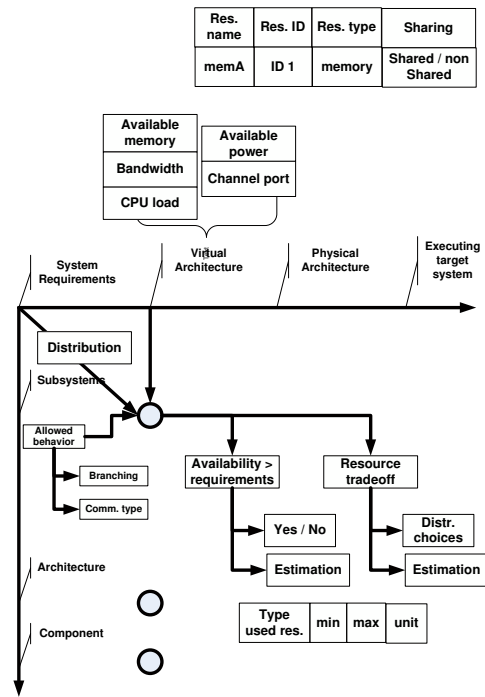 Res. name
Res. ID
Res. type
Sharing
memA
ID 1
memory
Shared / non Shared
Available memory
Bandwidth
CPU load
Available power
Channel port
System Requirements
Virtual Architecture
Physical Architecture
Executing target system
Distribution
Subsystems
Allowed behavior
Branching
Comm. type
Availability > requirements
Resource tradeoff
Yes / No
Estimation
Distr. choices
Estimation
Architecture
Component
Type used res.
min
max
unit